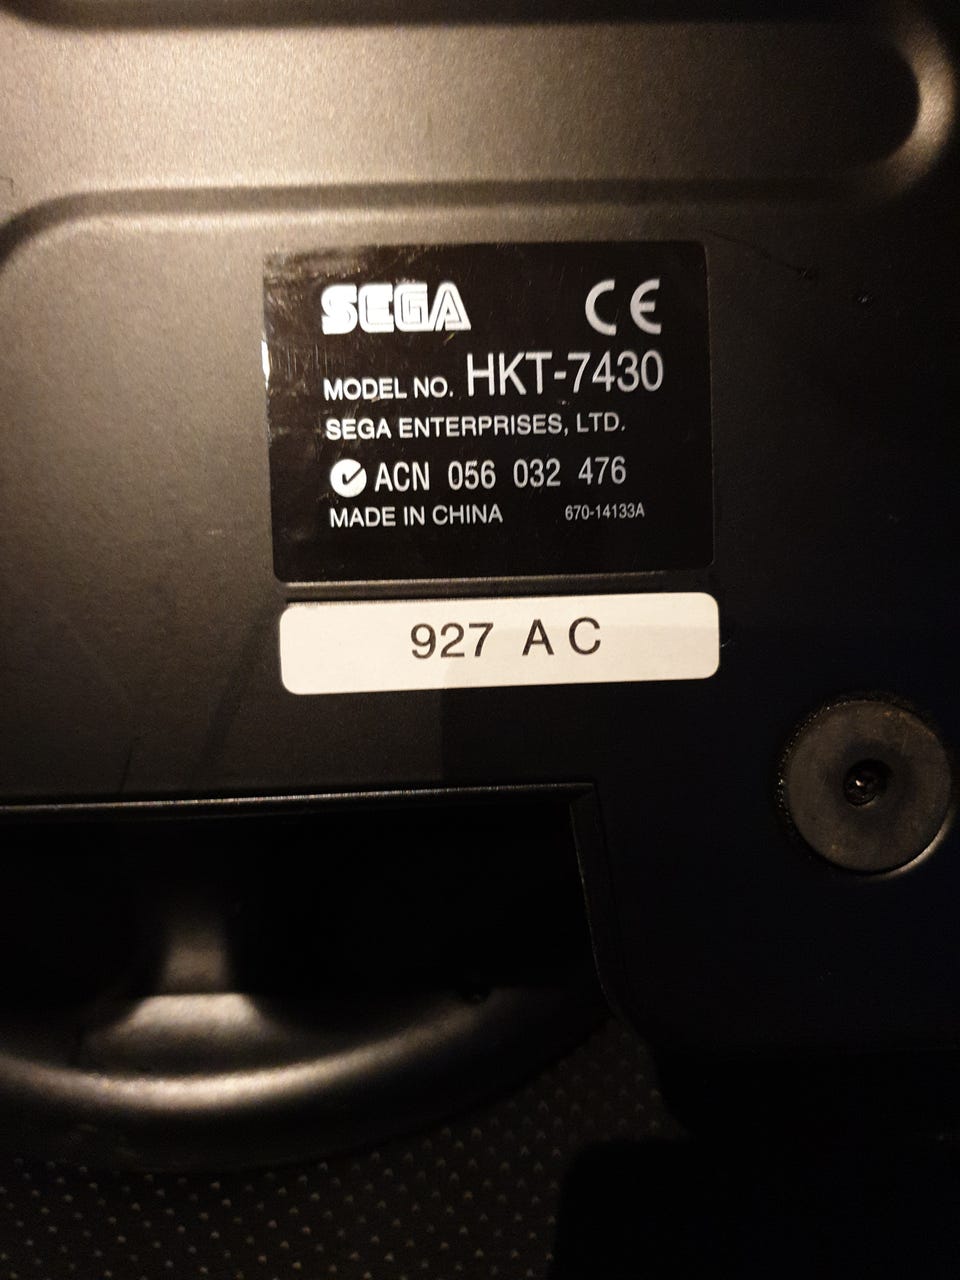 SEGA CE
MODEL NO. HKT-7430
SEGA ENTERPRISES, LTD.
ACN 056 032 476
MADE IN CHINA 670-14133A
927 AC